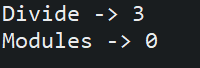 Divide -> 3
Modules -> 0